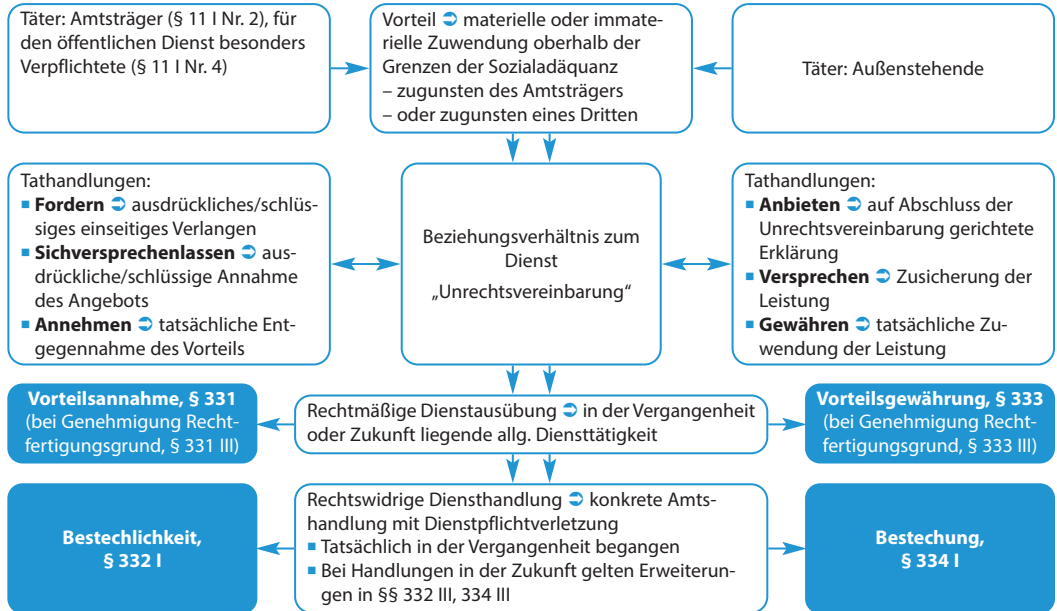 Täter: Amtsträger (§ 11 I Nr. 2), für
den öffentlichen Dienst besonders
Verpflichtete (§ 11 I Nr. 4)
Vorteil ➲ materielle oder immate-
rielle Zuwendung oberhalb der
Grenzen der Sozialadäquanz
– zugunsten des Amtsträgers
– oder zugunsten eines Dritten
Täter: Außenstehende
Tathandlungen:
▪ Fordern ➲ ausdrückliches/schlüs-
siges einseitiges Verlangen
▪ Sichversprechenlassen ➲ aus-
drückliche/schlüssige Annahme
des Angebots
▪ Annehmen ➲ tatsächliche Ent-
gegennahme des Vorteils
Beziehungsverhältnis zum
Dienst
„Unrechtsvereinbarung“
Tathandlungen:
▪ Anbieten ➲ auf Abschluss der
Unrechtsvereinbarung gerichtete
Erklärung
▪ Versprechen ➲ Zusicherung der
Leistung
▪ Gewähren ➲ tatsächliche Zu-
wendung der Leistung
Vorteilsannahme, § 331
(bei Genehmigung Recht-
fertigungsgrund, § 331 III)
Rechtmäßige Dienstausübung ➲ in der Vergangenheit
oder Zukunft liegende allg. Diensttätigkeit
Vorteilsgewährung, § 333
(bei Genehmigung Recht-
fertigungsgrund, § 333 III)
Bestechlichkeit,
§ 332 I
Rechtswidrige Diensthandlung ➲ konkrete Amts-
handlung mit Dienstpflichtverletzung
▪ Tatsächlich in der Vergangenheit begangen
▪ Bei Handlungen in der Zukunft gelten Erweiterun-
gen in §§ 332 III, 334 III
Bestechung,
§ 334 I